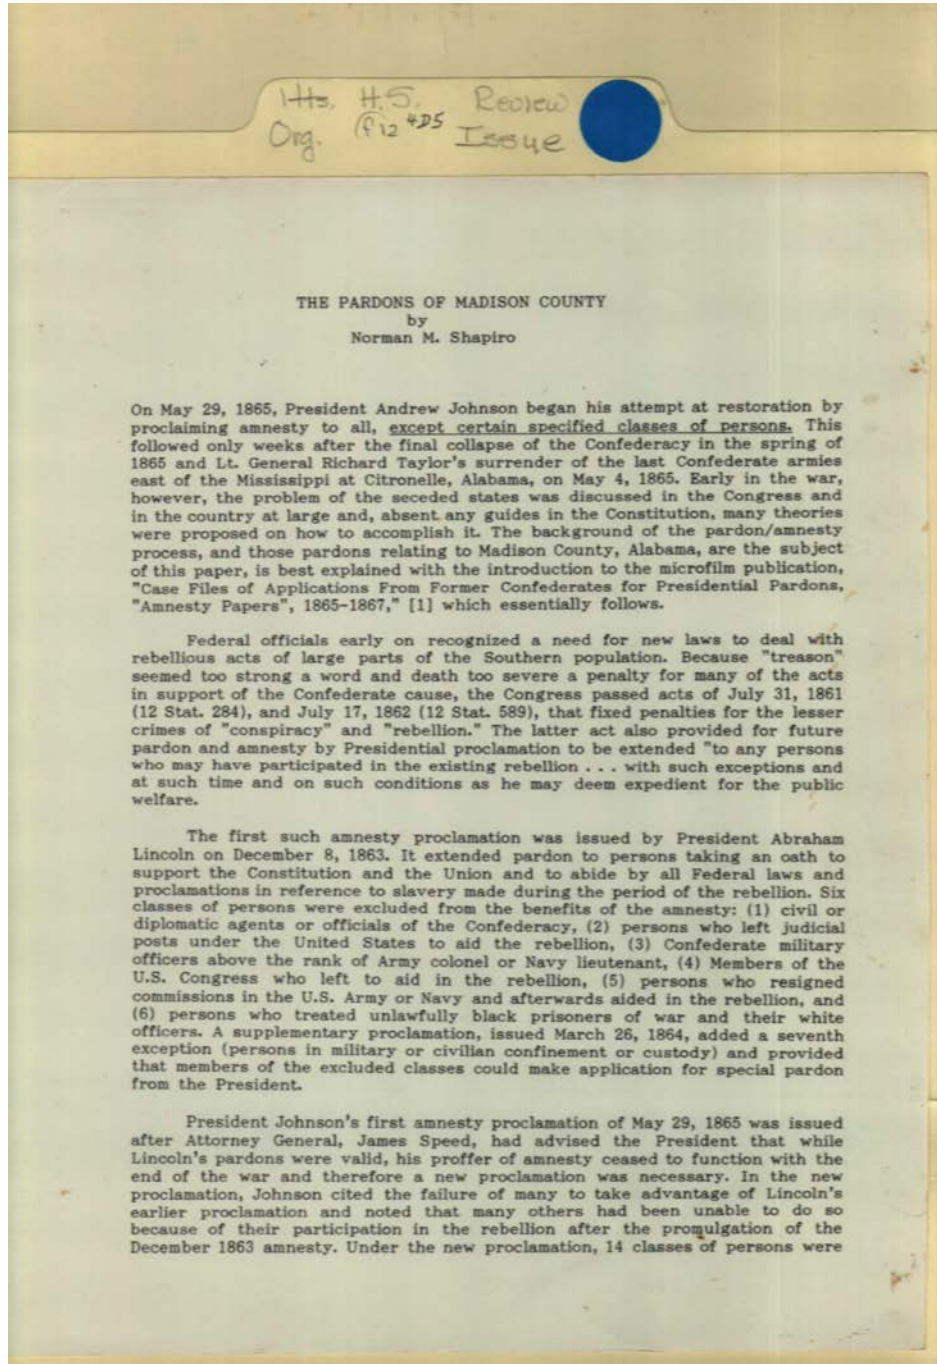 Hts. H.S. Review
Org. f12 4D5 Issue
THE PARDONS OF MADISON COUNTY
by
Norman M. Shapiro
On May 29, 1865, President Andrew Johnson began his attempt at restoration by
proclaiming amnesty to all, except certain specified classes of persons. This
followed only weeks after the final collapse of the Confederacy in the spring of
1865 and Lt. General Richard Taylor's surrender of the last Confederate armies
east of the Mississippi at Citronelle, Alabama, on May 4, 1865. Early in the war,
however, the problem of the seceded states was discussed in the Congress and
in the country at large and, absent any guides in the Constitution, many theories
were proposed on how to accomplish it. The background of the pardon/amnesty
process, and those pardons relating to Madison County, Alabama, are the subject
of this paper, is best explained with the introduction to the microfilm publication,
"Case Files of Applications From Former Confederates for Presidential Pardons,
"Amnesty Papers", 1865-1867," [1] which essentially follows.
Federal officials early on recognized a need for new laws to deal with
rebellious acts of large parts of the Southern population. Because "treason"
seemed too strong a word and death too severe a penalty for many of the acts
in support of the Confederate cause, the Congress passed acts of July 31, 1861
(12 Stat. 284), and July 17, 1862 (12 Stat. 589), that fixed penalties for the lesser
crimes of "conspiracy" and "rebellion." The latter act also provided for future
pardon and amnesty by Presidential proclamation to be extended "to any persons
who may have participated in the existing rebellion . . . with such exceptions and
at such time and on such conditions as he may deem expedient for the public
welfare.
The first such amnesty proclamation was issued by President Abraham
Lincoln on December 8, 1863. It extended pardon to persons taking an oath to
support the Constitution and the Union and to abide by all Federal laws and
proclamations in reference to slavery made during the period of the rebellion. Six
classes of persons were excluded from the benefits of the amnesty: (1) civil or
diplomatic agents or officials of the Confederacy, (2) persons who left judicial
posts under the United States to aid the rebellion, (3) Confederate military
officers above the rank of Army colonel or Navy lieutenant, (4) Members of the
U.S. Congress who left to aid in the rebellion, (5) persons who resigned
commissions in the U.S. Army or Navy and afterwards aided in the rebellion, and
(6) persons who treated unlawfully black prisoners of war and their white
officers. A supplementary proclamation, issued March 26, 1864, added a seventh
exception (persons in military or civilian confinement or custody) and provided
that members of the excluded classes could make application for special pardon
from the President.
President Johnson's first amnesty proclamation of May 29, 1865 was issued
after Attorney General, James Speed, had advised the President that while
Lincoln's pardons were valid, his proffer of amnesty ceased to function with the
end of the war and therefore a new proclamation was necessary. In the new
proclamation, Johnson cited the failure of many to take advantage of Lincoln's
earlier proclamation and noted that many others had been unable to do so
because of their participation in the rebellion after the promulgation of the
December 1863 amnesty. Under the new proclamation, 14 classes of persons were